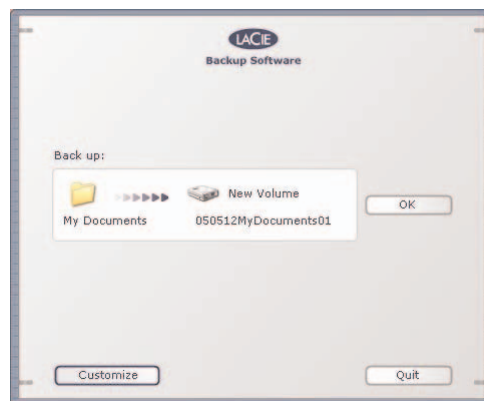 LACIE
Backup Software
Back up:
New Volume
My Documents
050512MyDocuments01
OK
Customize
Quit